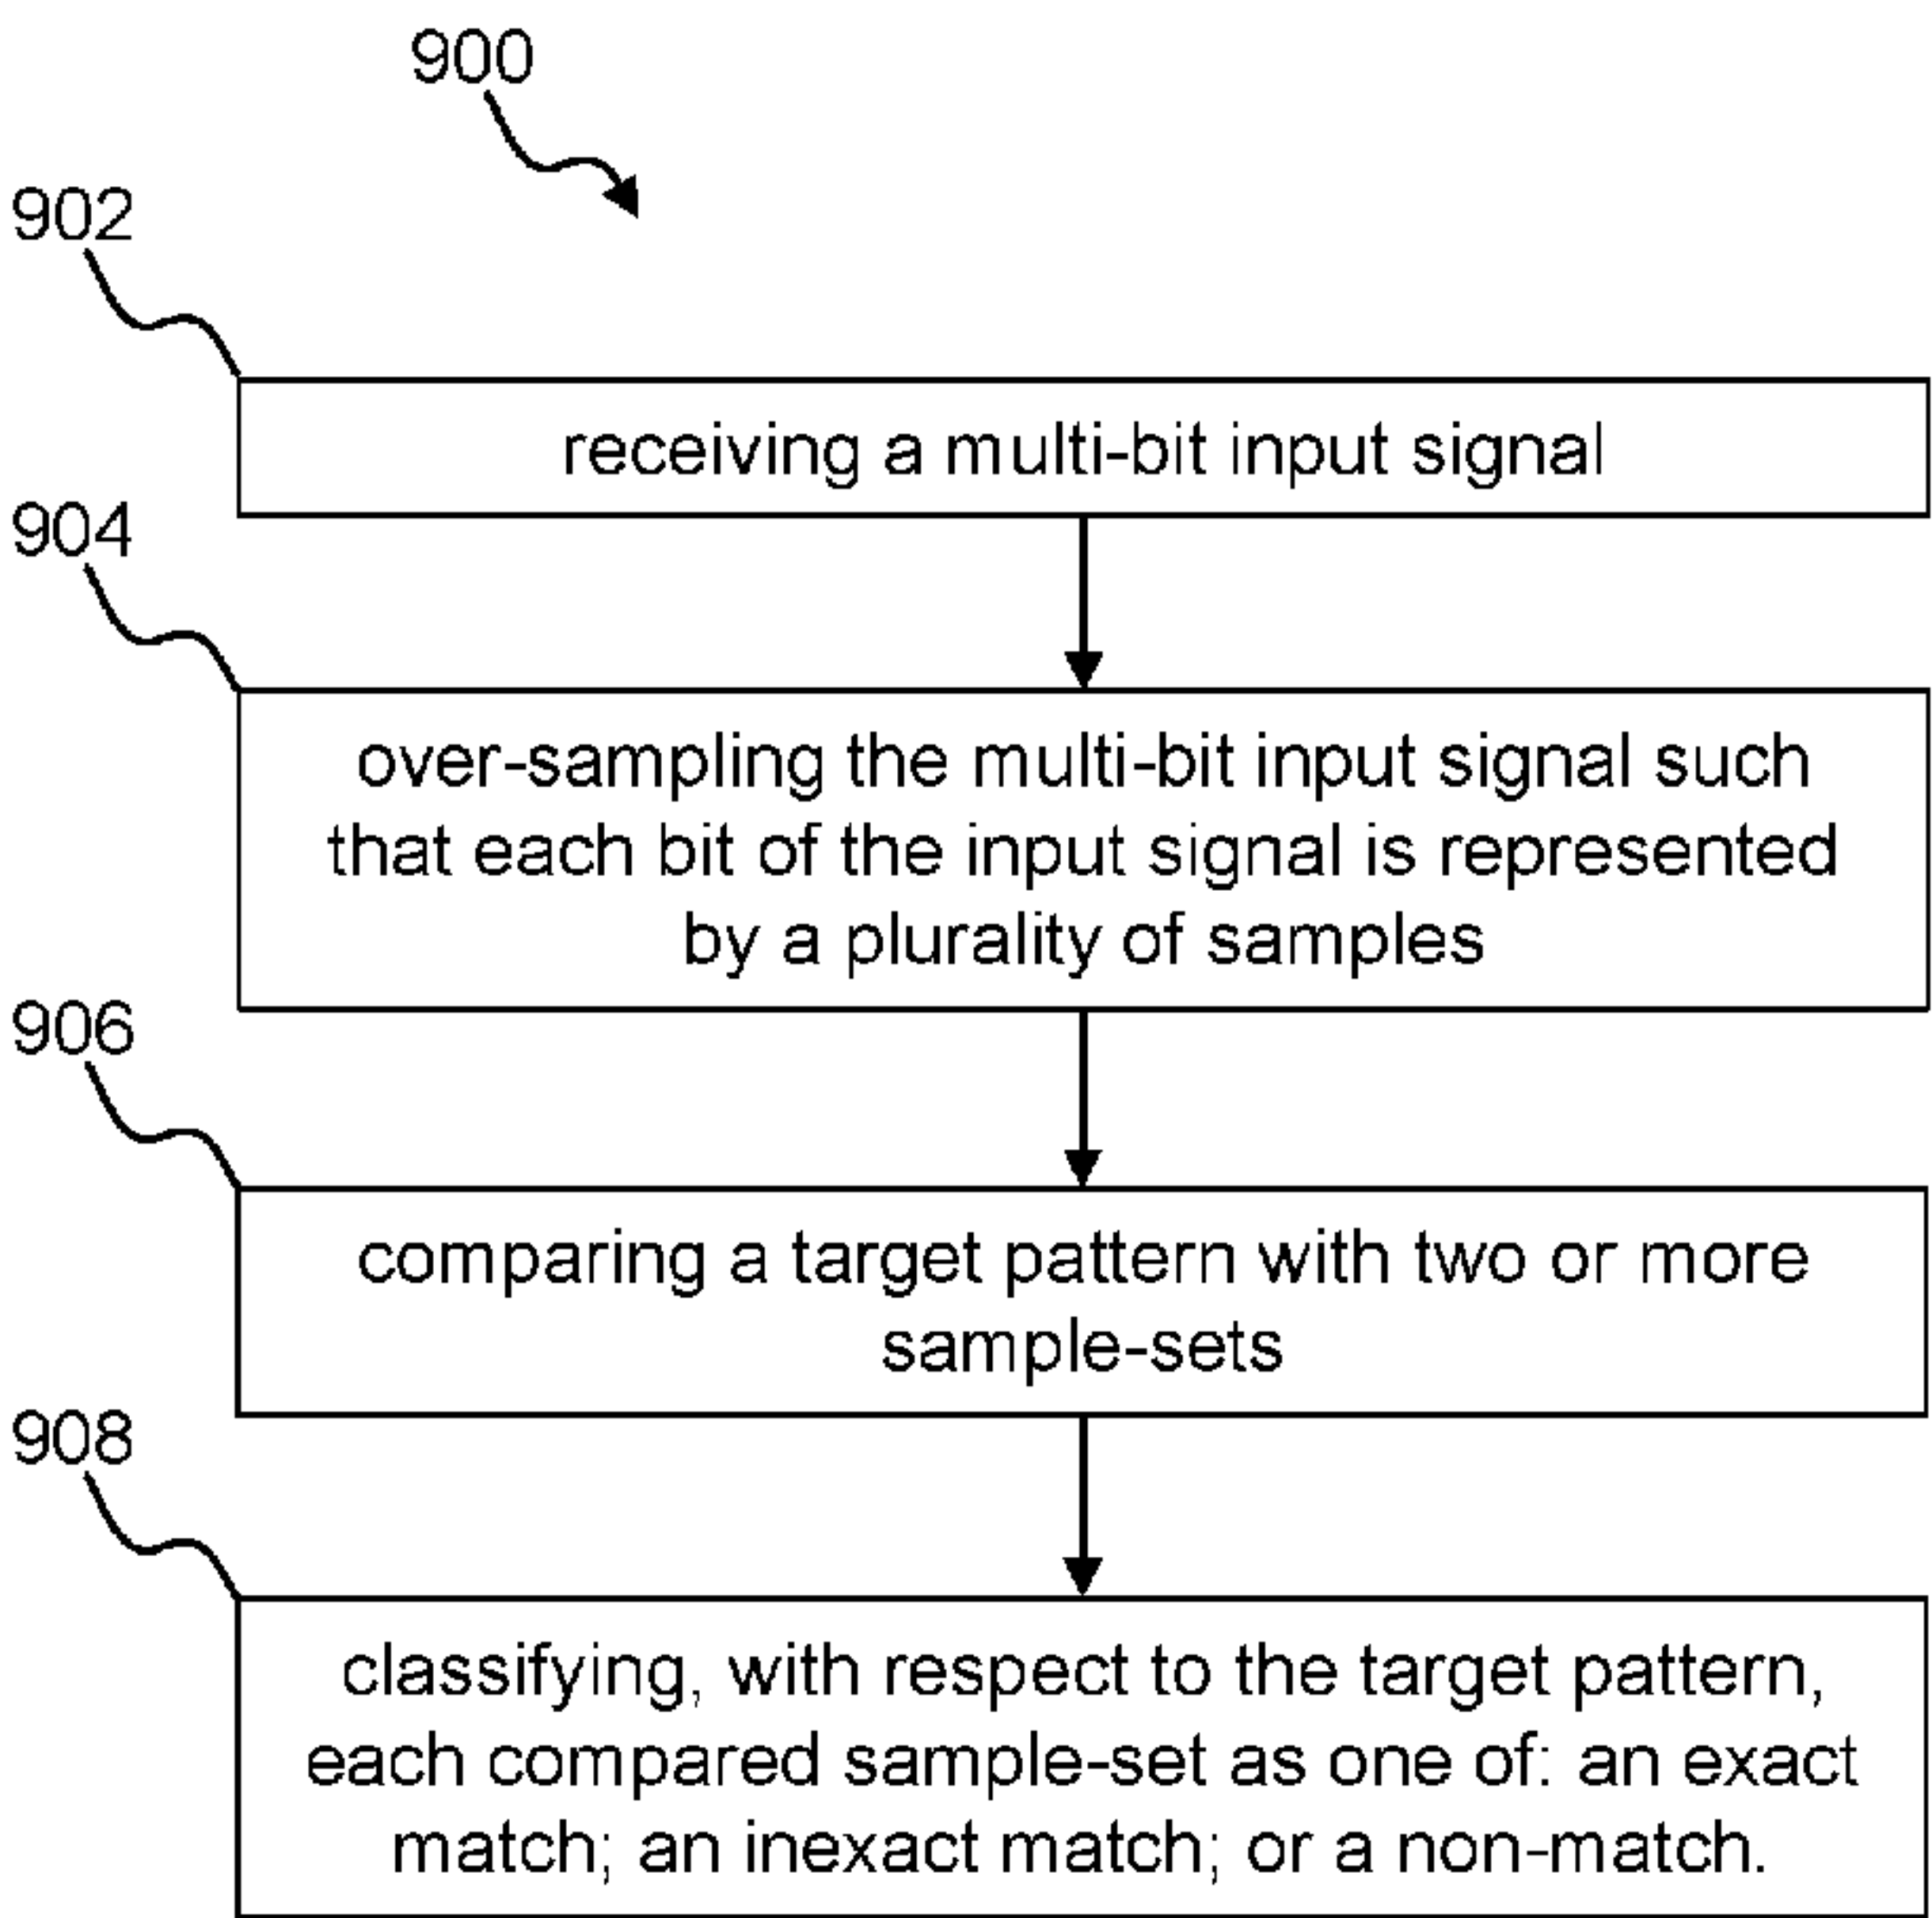 900
902
receiving a multi-bit input signal
904
over-sampling the multi-bit input signal such
that each bit of the input signal is represented
by a plurality of samples
906
comparing a target pattern with two or more
sample-sets
908
classifying, with respect to the target pattern,
each compared sample-set as one of: an exact
match; an inexact match; or a non-match.